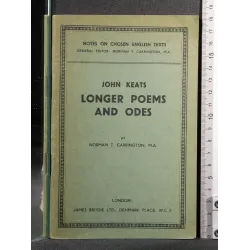 NOTES ON CHOSEN ENGLISH TEXTS
GENERAL EDITOR: NORMAN T. CARRINGTON, M.A.
JOHN KEATS
LONGER POEMS
AND ODES
BY
NORMAN T. CARRINGTON, M.A.
LONDON:
JAMES BRODIE LTD., DENMARK PLACE, W.C.2